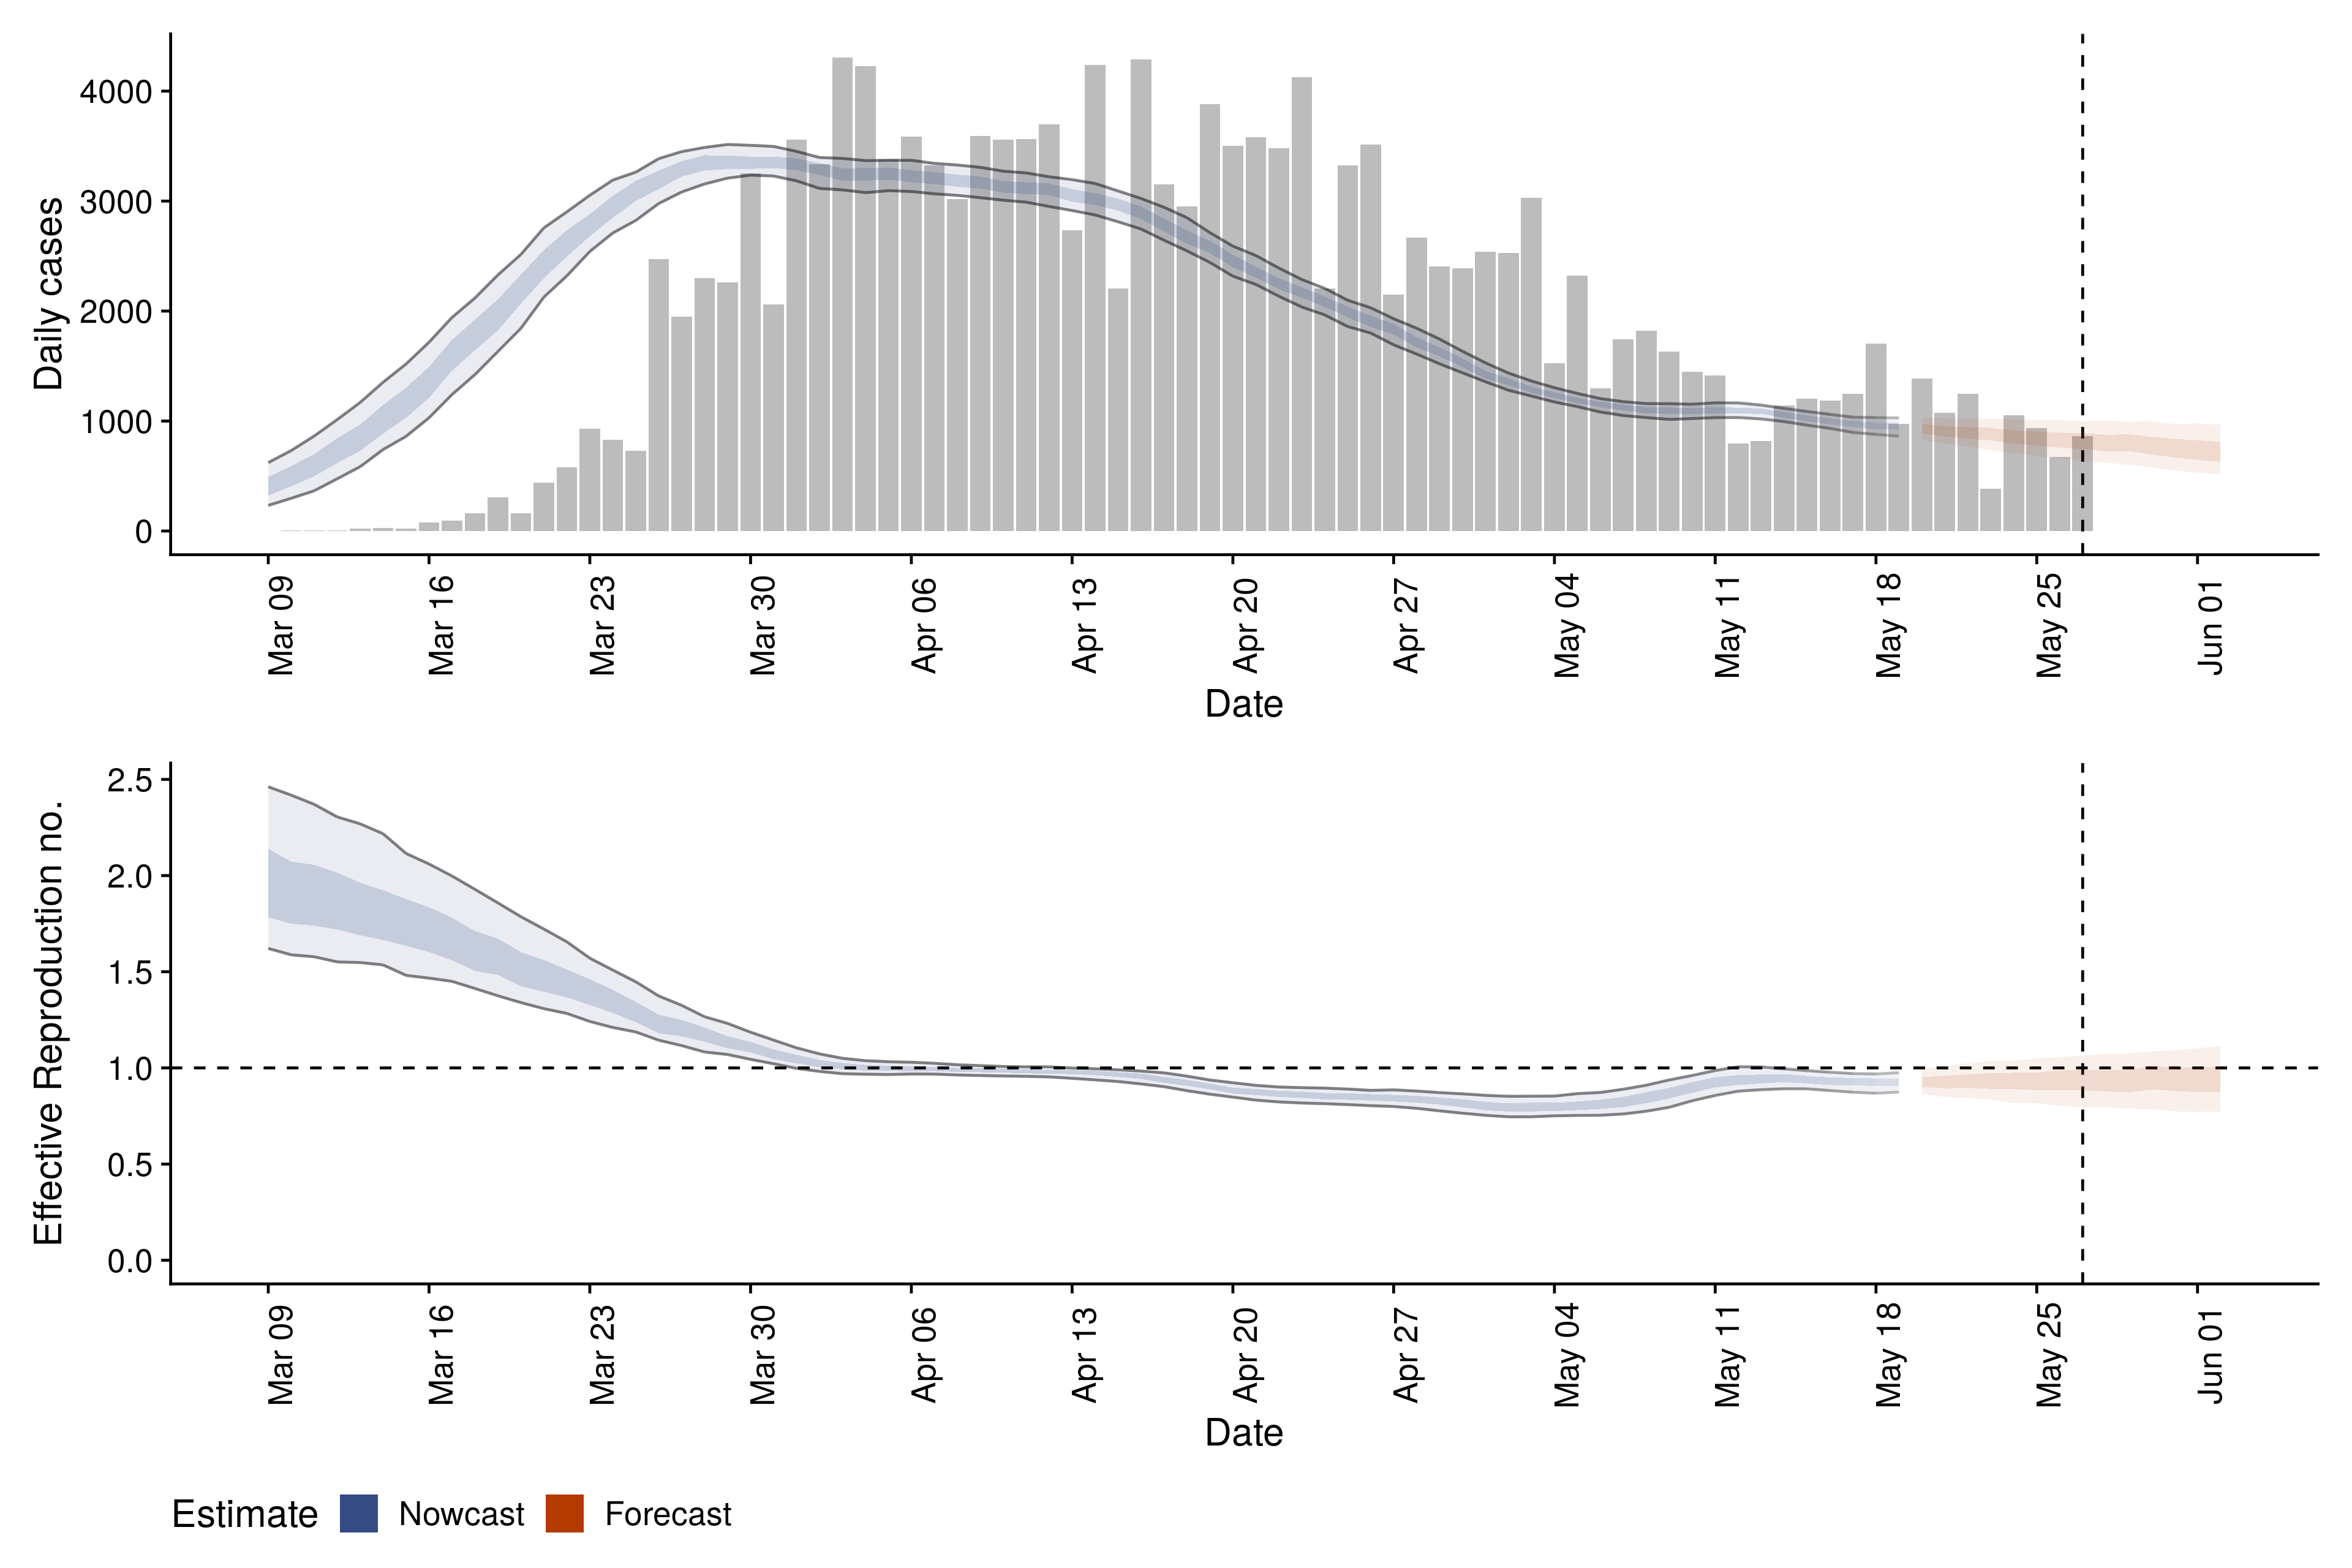 Daily cases
4000
3000
2000
1000
0
Mar 09 Mar 16 Mar 23 Mar 30 Apr 06 Apr 13 Apr 20 Apr 27 May 04 May 11 May 18 May 25 Jun 01
Date
Effective Reproduction no.
2.5
2.0
1.5
1.0
0.5
0.0
Mar 09 Mar 16 Mar 23 Mar 30 Apr 06 Apr 13 Apr 20 Apr 27 May 04 May 11 May 18 May 25 Jun 01
Date
Estimate Nowcast Forecast